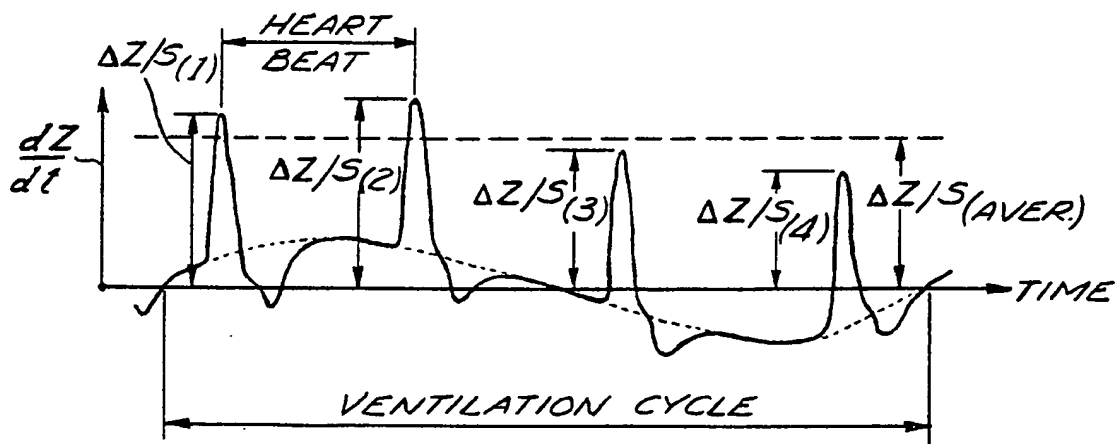 HEART
BEAT
ΔZ/S(1)
dZ
dt
ΔZ/S(2)
ΔZ/S(3)
ΔZ/S(4)
ΔZ/S(AVER.)
TIME
VENTILATION CYCLE